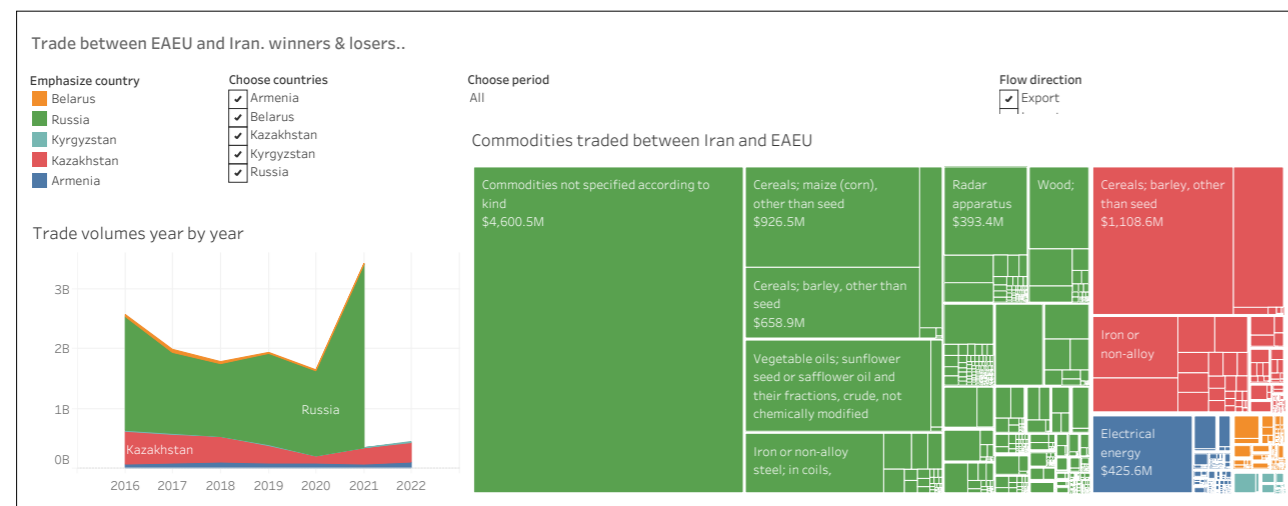 Trade between EAEU and Iran. winners & losers..
Emphasize country
Belarus
Russia
Kyrgyzstan
Kazakhstan
Armenia
Choose countries
Armenia
Belarus
Kazakhstan
Kyrgyzstan
Russia
Choose period
All
Flow direction
Export
Trade volumes year by year
3B
2B
1B
0B
Russia
Kazakhstan
2016 2017 2018 2019 2020 2021 2022
Commodities traded between Iran and EAEU
Commodities not specified according to
kind
$4,600.5M
Cereals; maize (corn),
other than seed
$926.5M
Cereals; barley, other than
seed
$658.9M
Vegetable oils; sunflower
seed or safflower oil and
their fractions, crude, not
chemically modified
Iron or non-alloy
steel; in coils,
Radar
apparatus
$393.4M
Wood;
Cereals; barley, other
than seed
$1,108.6M
Iron or
non-alloy
Electrical
energy
$425.6M